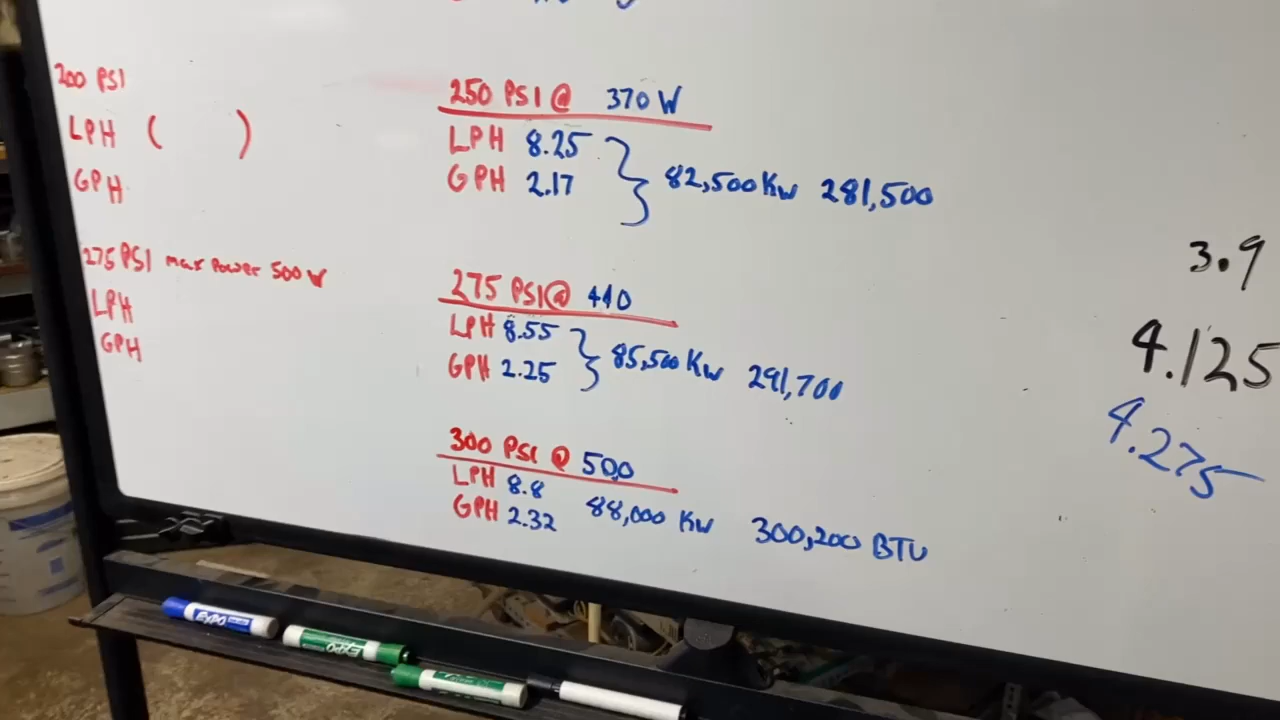 200 PSI
LPH ( )
GPH
275 PSI max Power 500 W
LPH
GPH
250 PSI @ 370 W
LPH 8.25
GPH 2.17
82,500 Kw 281,500
275 PSI @ 440
LPH 8.55
GPH 2.25
85,500 Kw 291,700
300 PSI @ 500
LPH 8.8
GPH 2.32
88,000 Kw 300,200 BTU
3.9
4.125
4.275
EXPO
EXPO